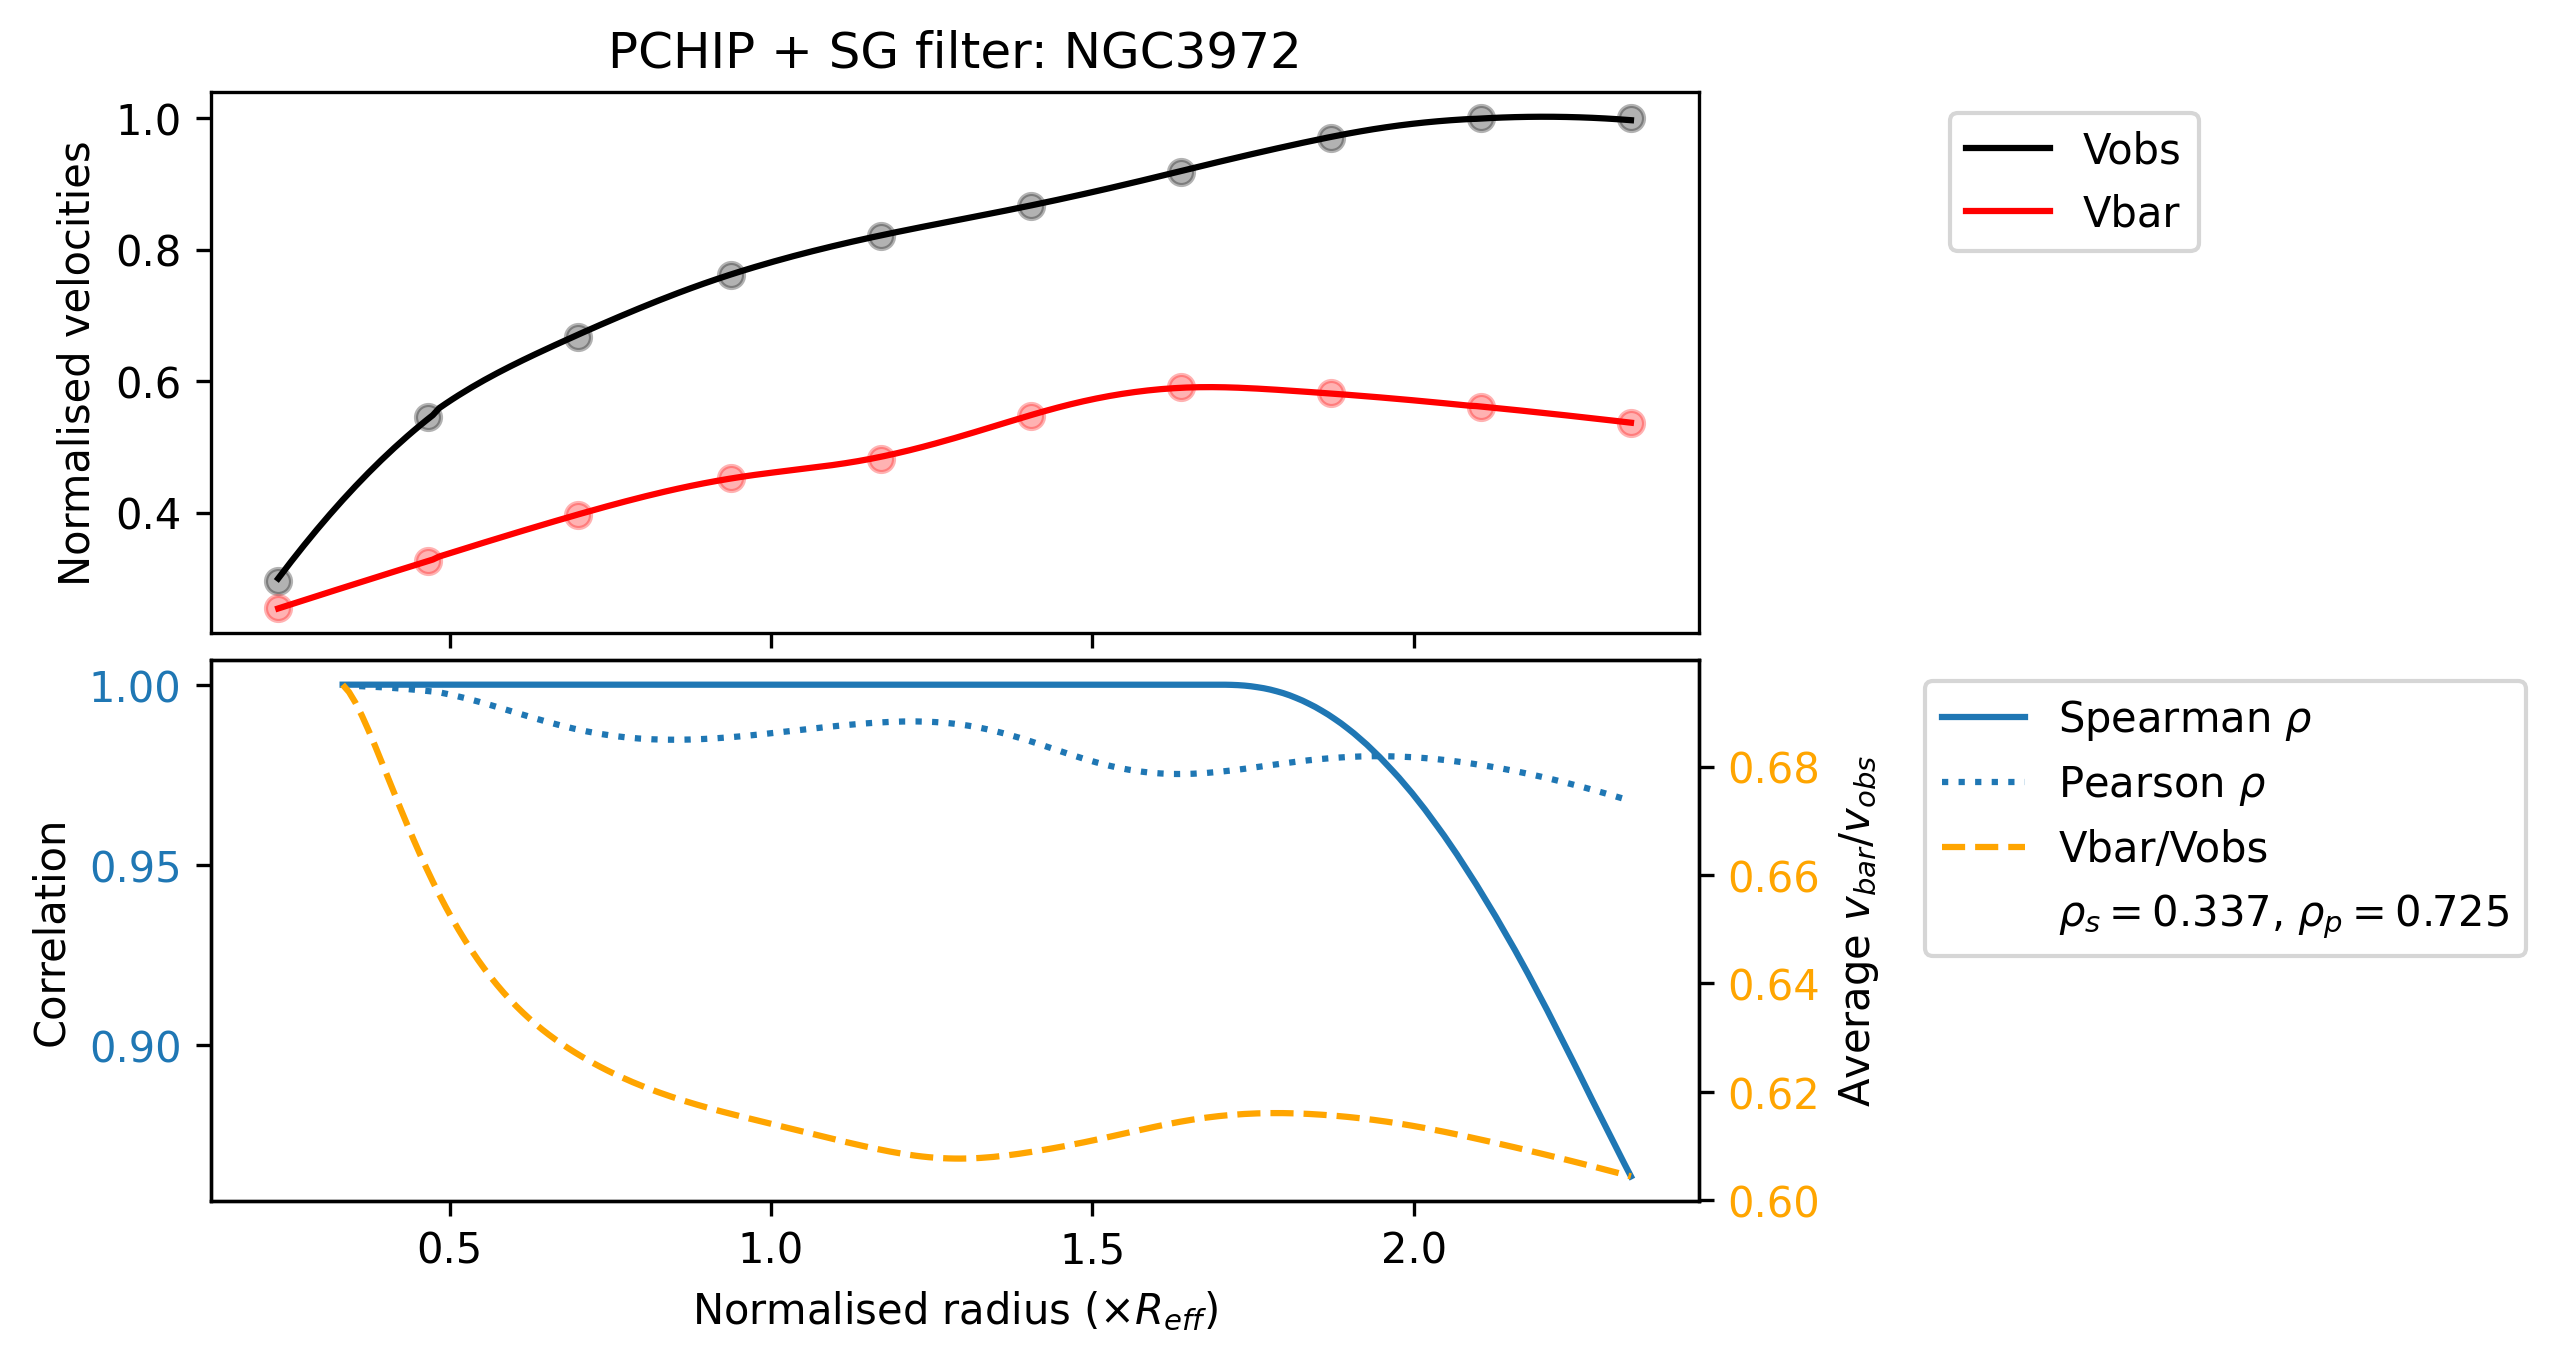 PCHIP + SG filter: NGC3972
Normalised velocities
1.0
0.8
0.6
0.4
Vobs
Vbar
Correlation
1.00
0.95
0.90
0.68
0.66
0.64
0.62
0.60
Average v_bar/v_obs
Spearman ρ
Pearson ρ
Vbar/Vobs
ρ_s = 0.337, ρ_p = 0.725
0.5 1.0 1.5 2.0
Normalised radius (×R_eff)